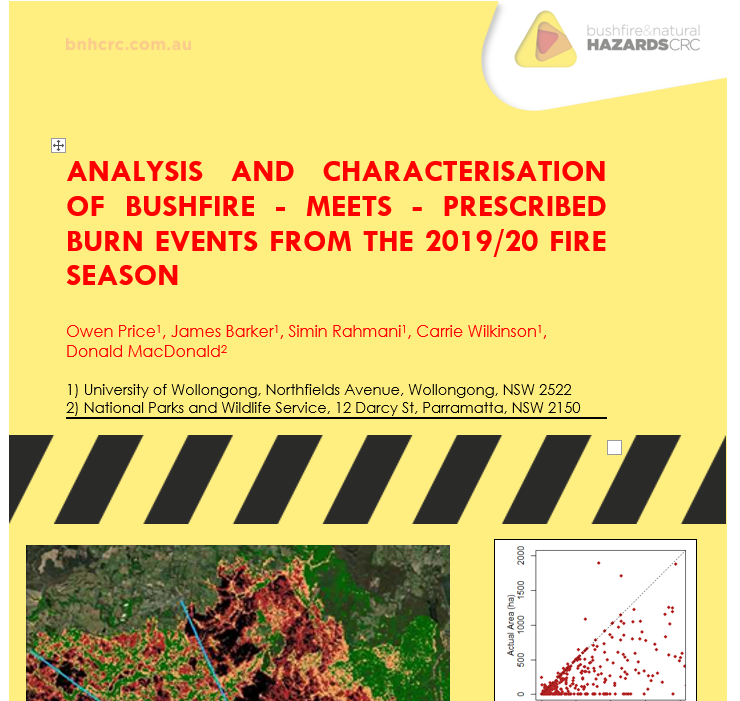 bnhcrc.com.au
bushfire&natural
HAZARDSCRC
ANALYSIS AND CHARACTERISATION
OF BUSHFIRE - MEETS - PRESCRIBED
BURN EVENTS FROM THE 2019/20 FIRE
SEASON
Owen Price¹, James Barker¹, Simin Rahmani¹, Carrie Wilkinson¹,
Donald MacDonald²
1) University of Wollongong, Northfields Avenue, Wollongong, NSW 2522
2) National Parks and Wildlife Service, 12 Darcy St, Parramatta, NSW 2150
Actual Area (ha)
2000
1500
1000
500
0